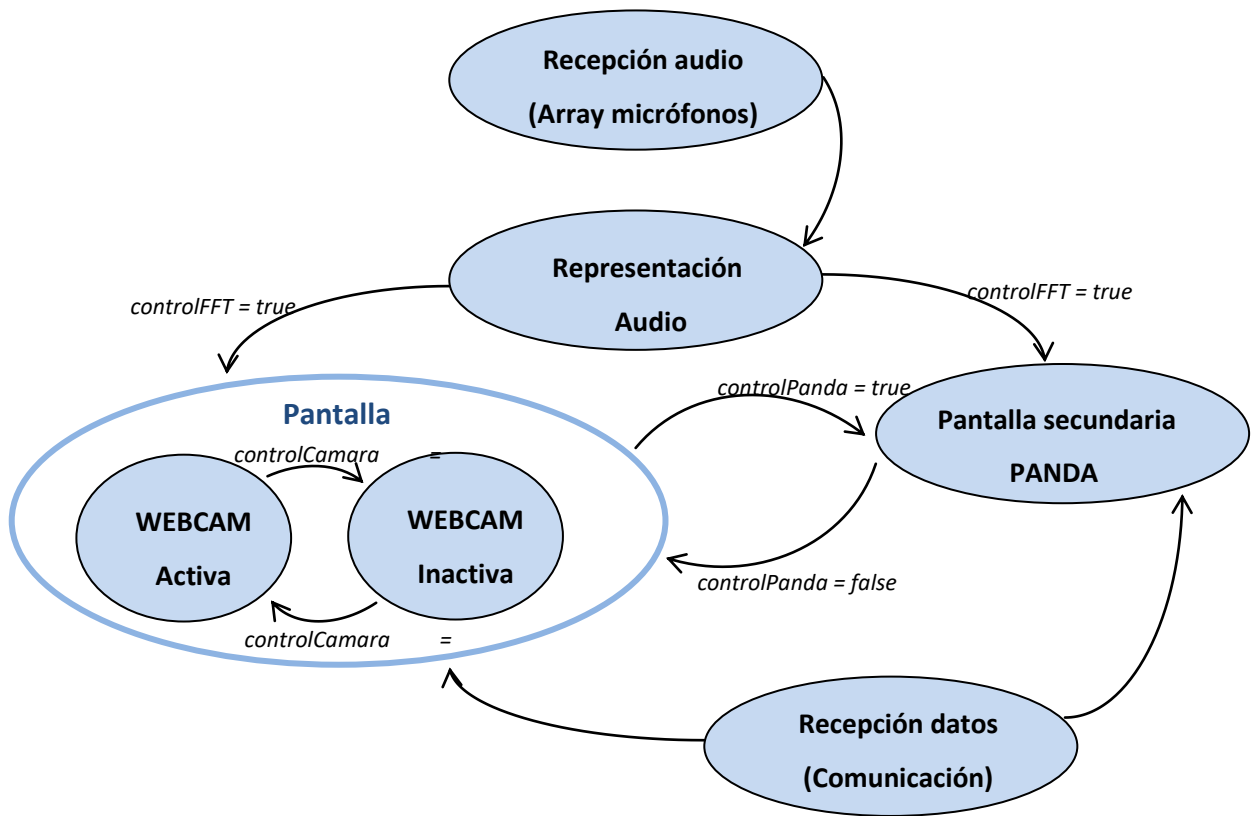 Recepción audio
(Array micrófonos)
Representación
Audio
controlFFT = true
controlFFT = true
Pantalla
controlPanda = true
Pantalla secundaria
PANDA
controlCamara =
WEBCAM
Activa
WEBCAM
Inactiva
controlPanda = false
controlCamara =
Recepción datos
(Comunicación)